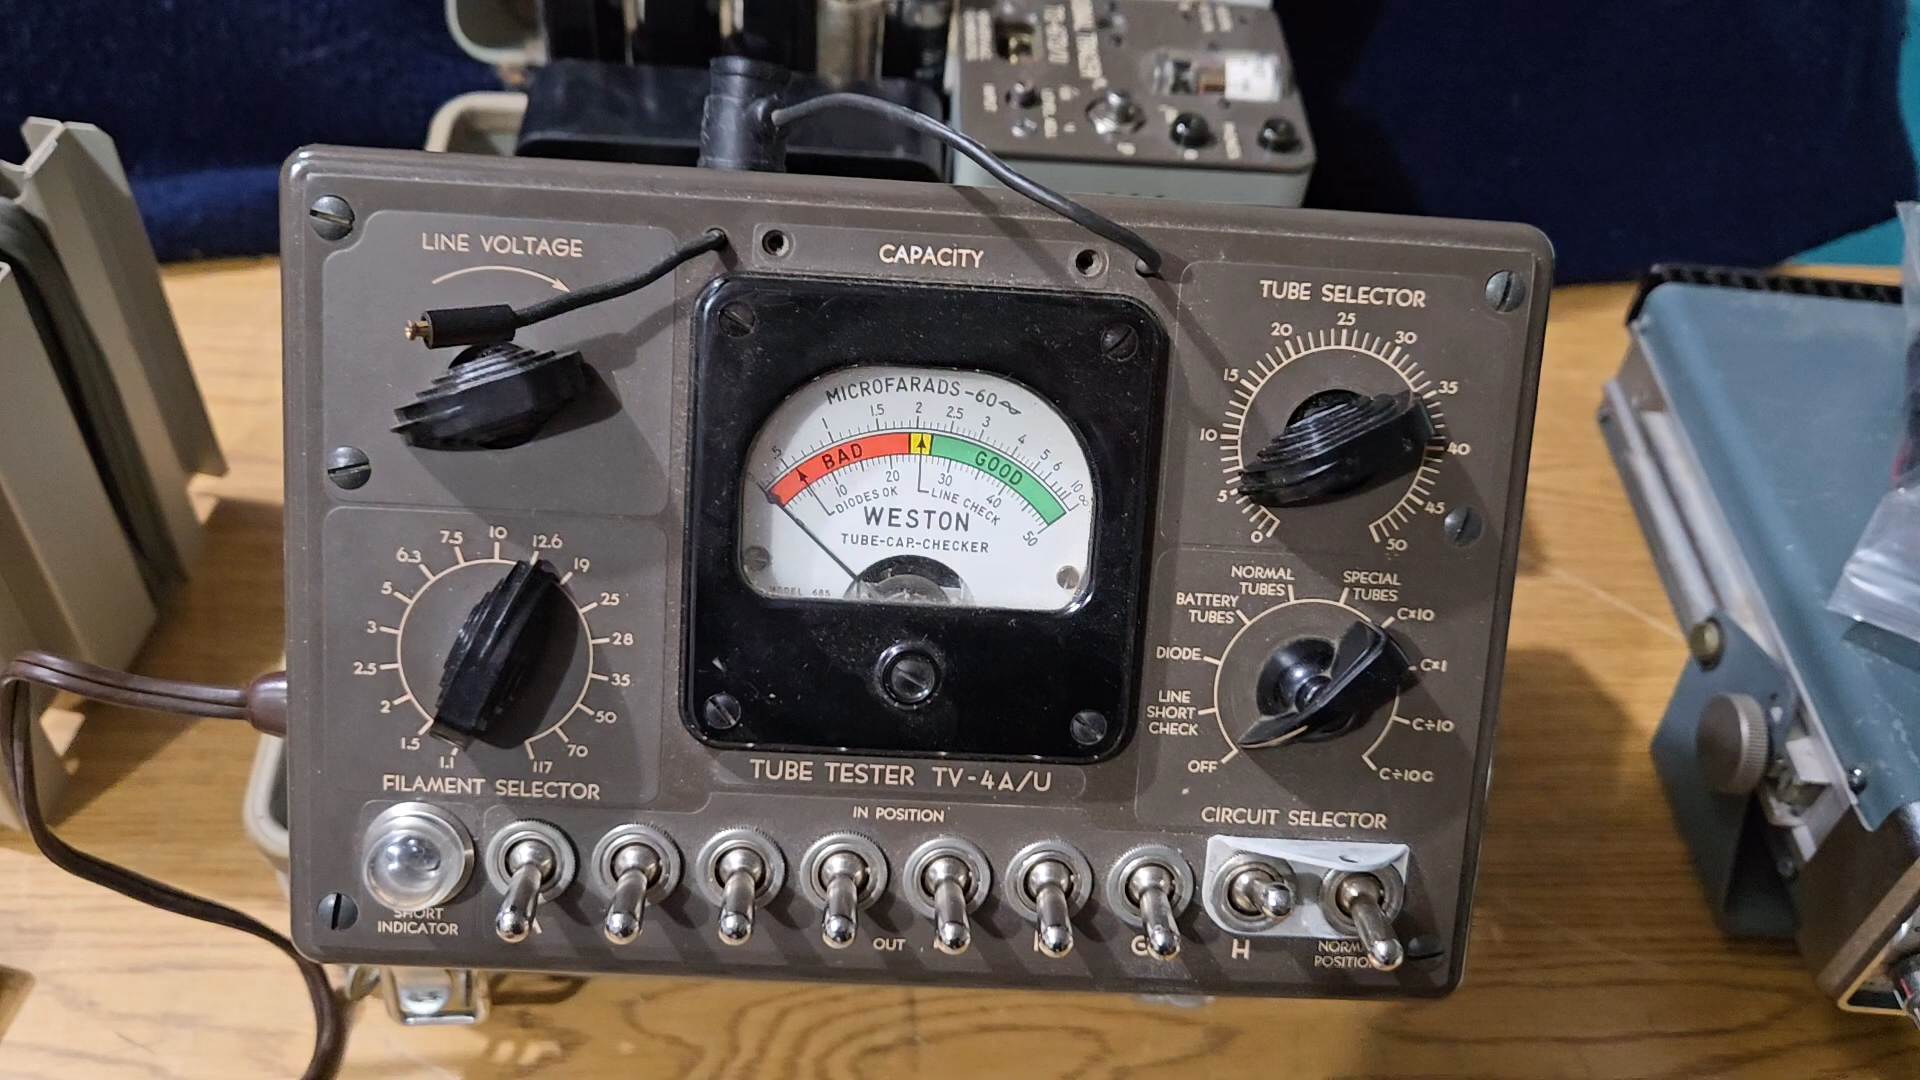 LINE VOLTAGE
CAPACITY
TUBE SELECTOR
0 5 10 15 20 25 30 35 40 45 50
MICROFARADS-60
.5 1 1.5 2 2.5 3 4 5 6 10 ∞
BAD
GOOD
10 20 30 40 50
DIODES OK
LINE CHECK
WESTON
TUBE-CAP.-CHECKER
MODEL 685
1.1 1.5 2 2.5 3 5 6.3 7.5 10 12.6 19 25 28 35 50 70 117
FILAMENT SELECTOR
OFF
LINE
SHORT
CHECK
DIODE
BATTERY
TUBES
NORMAL
TUBES
SPECIAL
TUBES
C×10
C×1
C÷10
C÷100
CIRCUIT SELECTOR
TUBE TESTER TV-4A/U
IN POSITION
SHORT
INDICATOR
A
OUT
G
H
NORMAL
POSITION